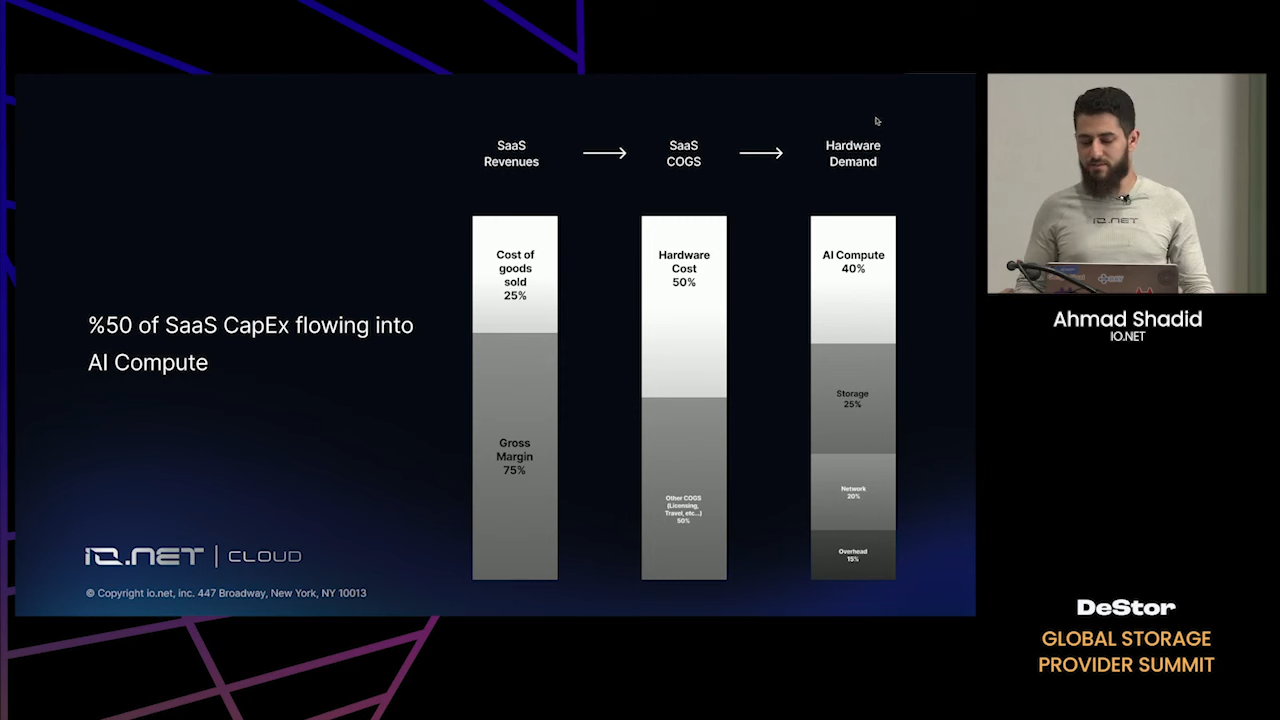 SaaS
Revenues
SaaS
COGS
Hardware
Demand
%50 of SaaS CapEx flowing into
AI Compute
Cost of
goods
sold
25%
Gross
Margin
75%
Hardware
Cost
50%
Other COGS
(Licensing,
Travel, etc...)
50%
AI Compute
40%
Storage
25%
Network
20%
Overhead
15%
IO.NET | CLOUD
© Copyright io.net, inc. 447 Broadway, New York, NY 10013
IO.NET
Ahmad Shadid
IO.NET
DeStor
GLOBAL STORAGE
PROVIDER SUMMIT